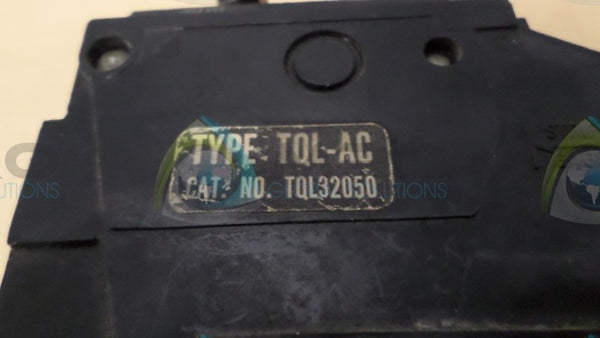 TYPE TQL-AC
CAT. NO. TQL32050